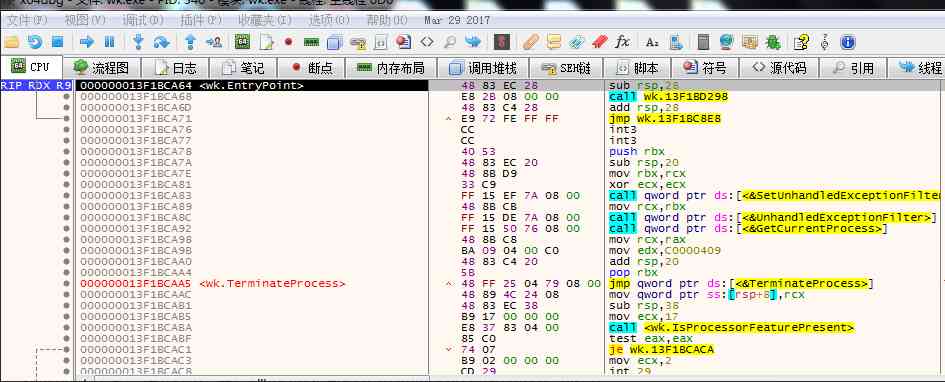 x64dbg - 文件: wk.exe - PID: 340 - 模块: wk.exe - 线程: 主线程 6D0
文件(F) 视图(V) 调试(D) 插件(P) 收藏夹(I) 选项(O) 帮助(H) Mar 29 2017
CPU 流程图 日志 笔记 断点 内存布局 调用堆栈 SEH链 脚本 符号 源代码 引用 线程
RIP RDX R9 000000013F1BCA64 <wk.EntryPoint> 48 83 EC 28 sub rsp,28
000000013F1BCA68 E8 2B 08 00 00 call wk.13F1BD298
000000013F1BCA6D 48 83 C4 28 add rsp,28
000000013F1BCA71 E9 72 FE FF FF jmp wk.13F1BC8E8
000000013F1BCA76 CC int3
000000013F1BCA77 CC int3
000000013F1BCA78 40 53 push rbx
000000013F1BCA7A 48 83 EC 20 sub rsp,20
000000013F1BCA7E 48 8B D9 mov rbx,rcx
000000013F1BCA81 33 C9 xor ecx,ecx
000000013F1BCA83 FF 15 EF 7A 08 00 call qword ptr ds:[<&SetUnhandledExceptionFilter
000000013F1BCA89 48 8B CB mov rcx,rbx
000000013F1BCA8C FF 15 DE 7A 08 00 call qword ptr ds:[<&UnhandledExceptionFilter>]
000000013F1BCA92 FF 15 50 76 08 00 call qword ptr ds:[<&GetCurrentProcess>]
000000013F1BCA98 48 8B C8 mov rcx,rax
000000013F1BCA9B BA 09 04 00 C0 mov edx,C0000409
000000013F1BCAA0 48 83 C4 20 add rsp,20
000000013F1BCAA4 5B pop rbx
000000013F1BCAA5 <wk.TerminateProcess> 48 FF 25 04 79 08 00 jmp qword ptr ds:[<&TerminateProcess>]
000000013F1BCAAC 48 89 4C 24 08 mov qword ptr ss:[rsp+8],rcx
000000013F1BCAB1 48 83 EC 38 sub rsp,38
000000013F1BCAB5 B9 17 00 00 00 mov ecx,17
000000013F1BCABA E8 37 83 04 00 call <wk.IsProcessorFeaturePresent>
000000013F1BCABF 85 C0 test eax,eax
000000013F1BCAC1 74 07 je wk.13F1BCACA
000000013F1BCAC3 B9 02 00 00 00 mov ecx,2
000000013F1BCAC8 CD 29 int 29